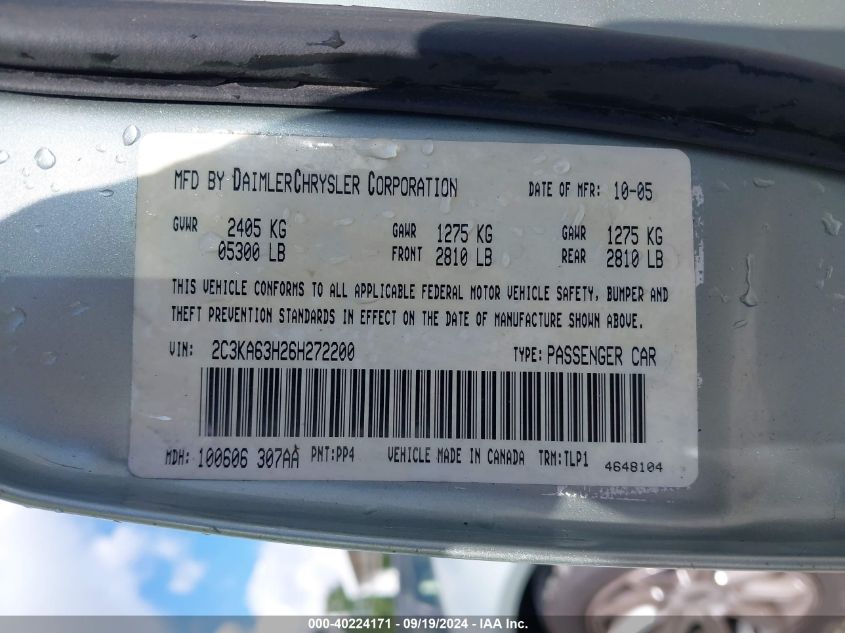 MFD BY DAIMLERCHRYSLER CORPORATION DATE OF MFR: 10-05
GVWR 2405 KG GAWR 1275 KG GAWR 1275 KG
05300 LB FRONT 2810 LB REAR 2810 LB
THIS VEHICLE CONFORMS TO ALL APPLICABLE FEDERAL MOTOR VEHICLE SAFETY, BUMPER AND
THEFT PREVENTION STANDARDS IN EFFECT ON THE DATE OF MANUFACTURE SHOWN ABOVE.
VIN: 2C3KA63H26H272200 TYPE: PASSENGER CAR
MDH: 100606 307AA PNT:PP4 VEHICLE MADE IN CANADA TRM:TLP1 4648104
000-40224171 - 09/19/2024 - IAA Inc.